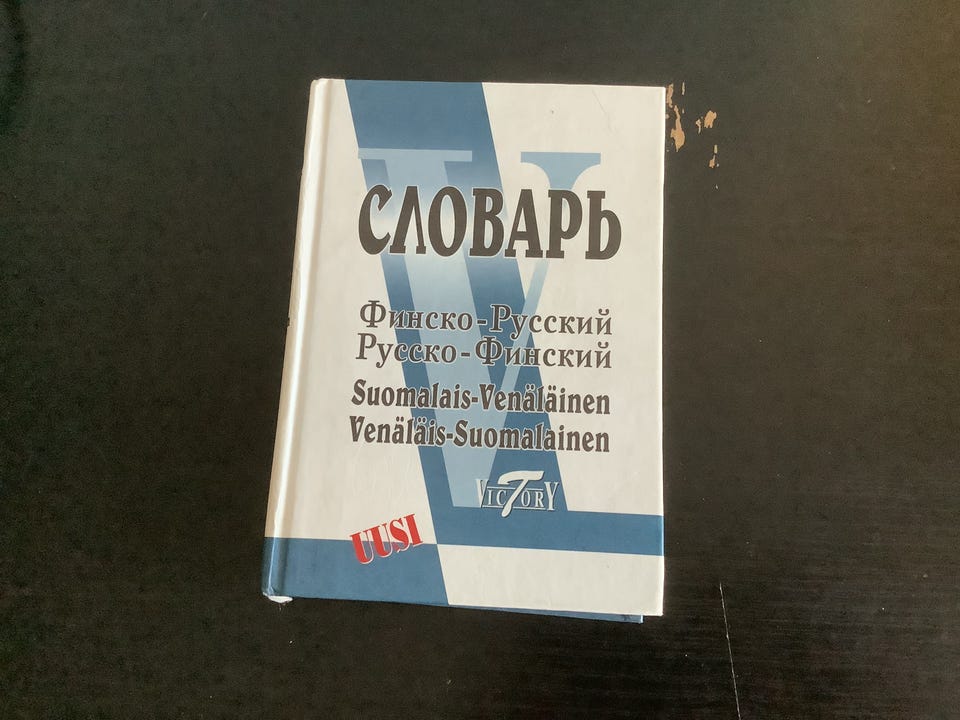 СЛОВАРЬ
Финско-Русский
Русско-Финский
Suomalais-Venäläinen
Venäläis-Suomalainen
VICTORY
UUSI